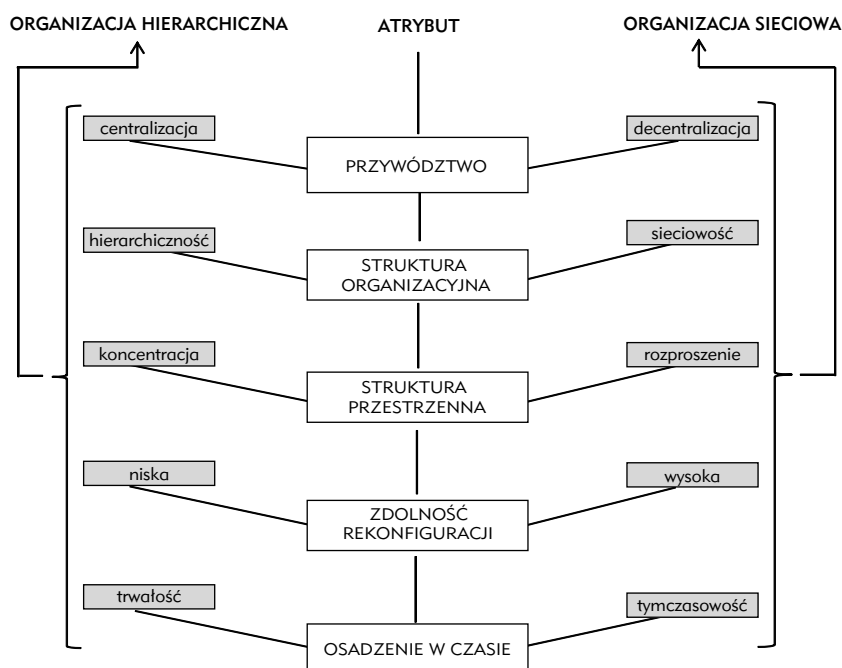 ORGANIZACJA HIERARCHICZNA ATRYBUT ORGANIZACJA SIECIOWA
centralizacja decentralizacja
PRZYWÓDZTWO
hierarchiczność sieciowość
STRUKTURA
ORGANIZACYJNA
koncentracja rozproszenie
STRUKTURA
PRZESTRZENNA
niska wysoka
ZDOLNOŚĆ
REKONFIGURACJI
trwałość tymczasowość
OSADZENIE W CZASIE